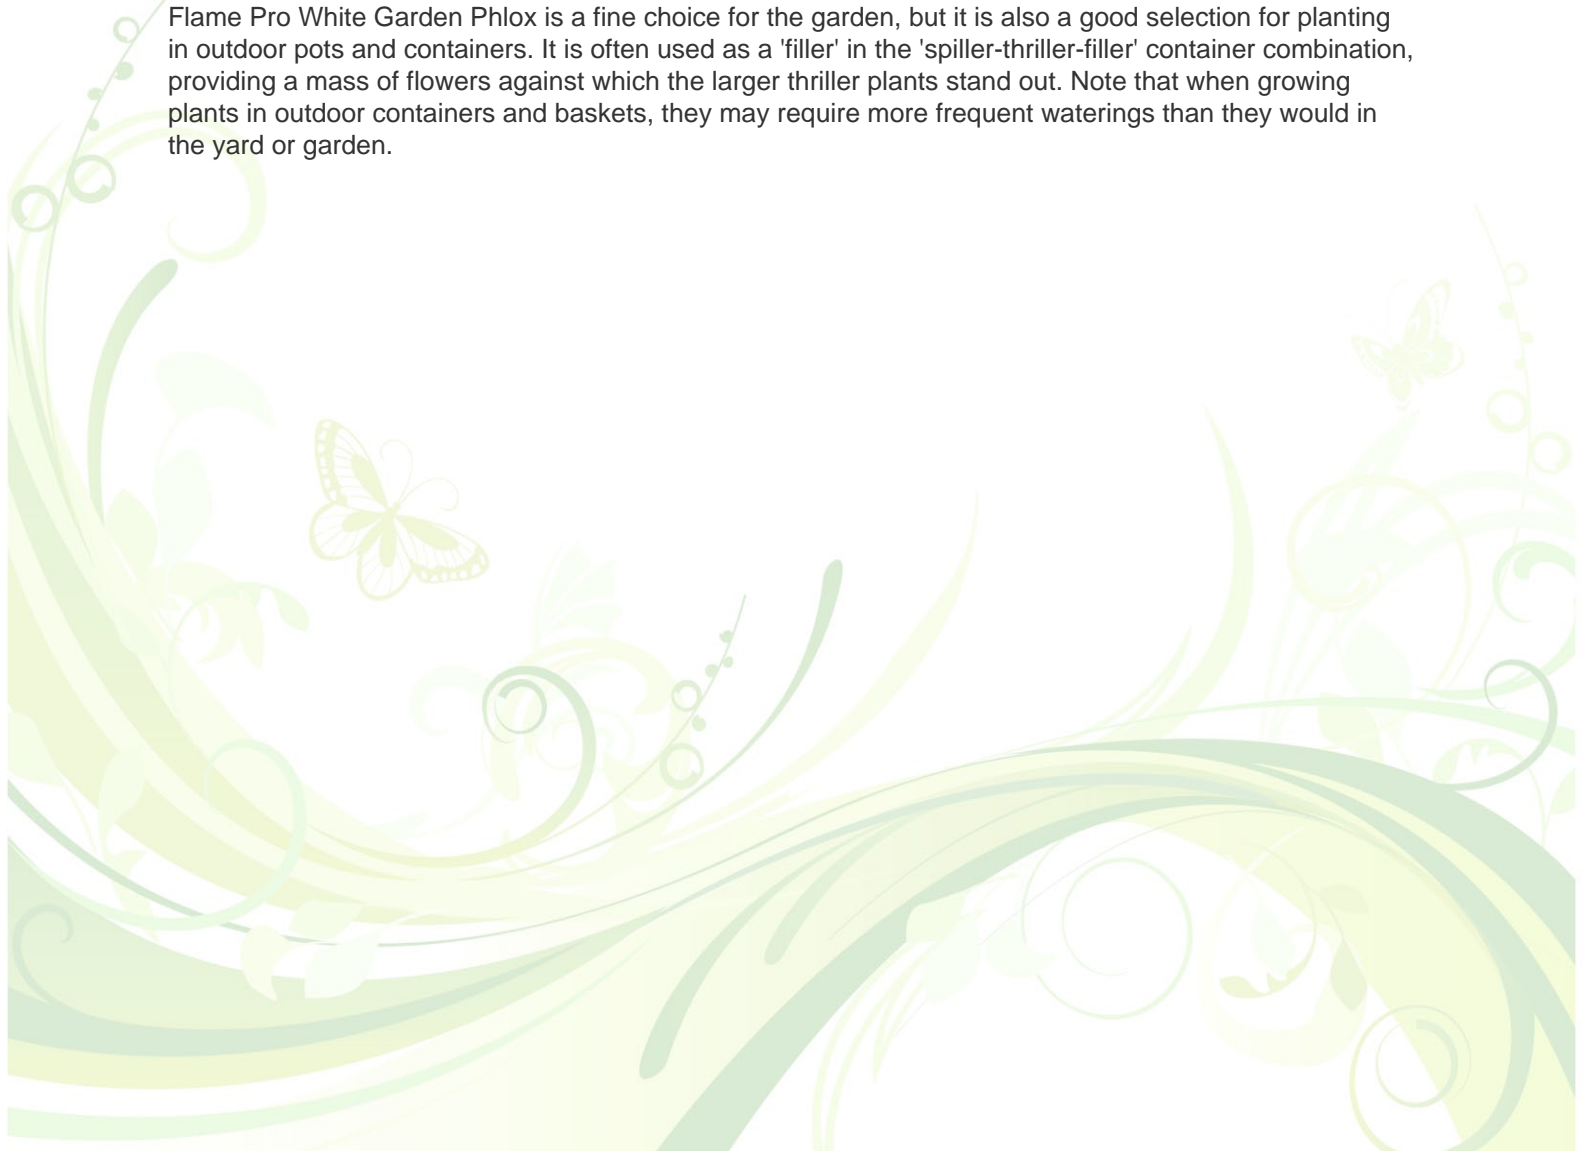 Flame Pro White Garden Phlox is a fine choice for the garden, but it is also a good selection for planting
in outdoor pots and containers. It is often used as a 'filler' in the 'spiller-thriller-filler' container combination,
providing a mass of flowers against which the larger thriller plants stand out. Note that when growing
plants in outdoor containers and baskets, they may require more frequent waterings than they would in
the yard or garden.